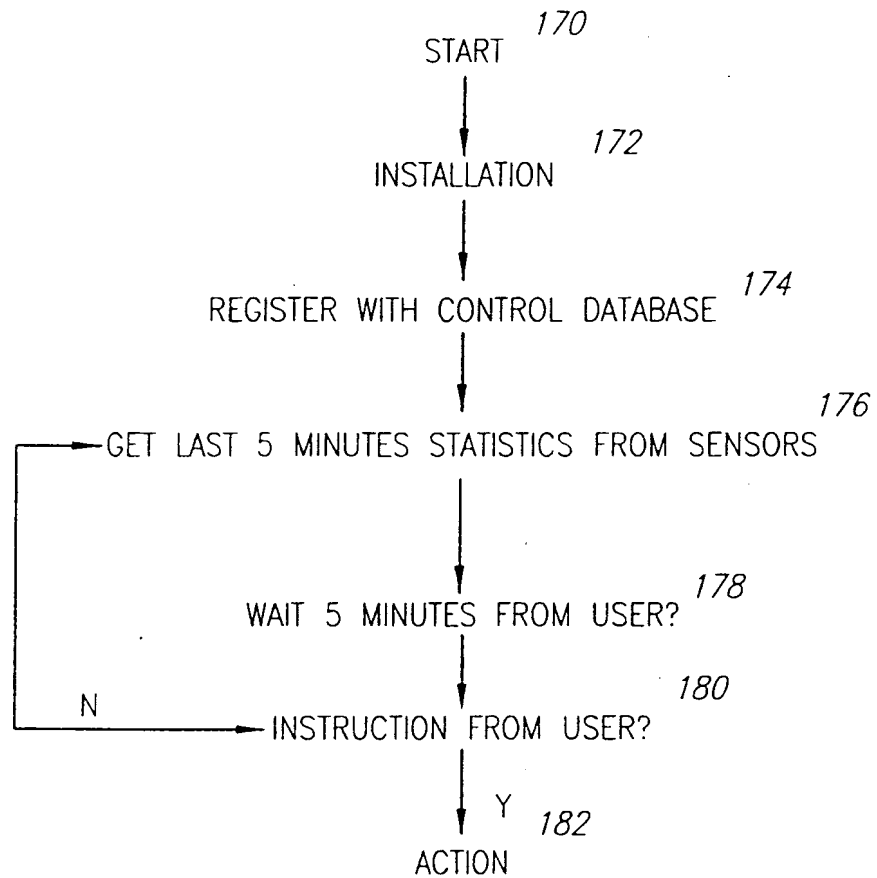 START 170
INSTALLATION 172
REGISTER WITH CONTROL DATABASE 174
GET LAST 5 MINUTES STATISTICS FROM SENSORS 176
WAIT 5 MINUTES FROM USER? 178
N INSTRUCTION FROM USER? 180
Y
ACTION 182